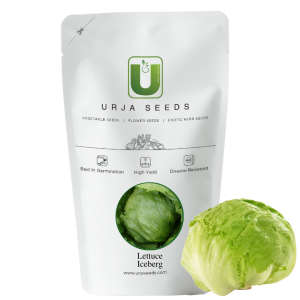 U
URJA SEEDS
VEGETABLE SEEDS | FLOWER SEEDS | EXOTIC HERB SEEDS
Best In Germination
High Yield
Disease Resistant
Lettuce
Iceberg
www.urjaseeds.com